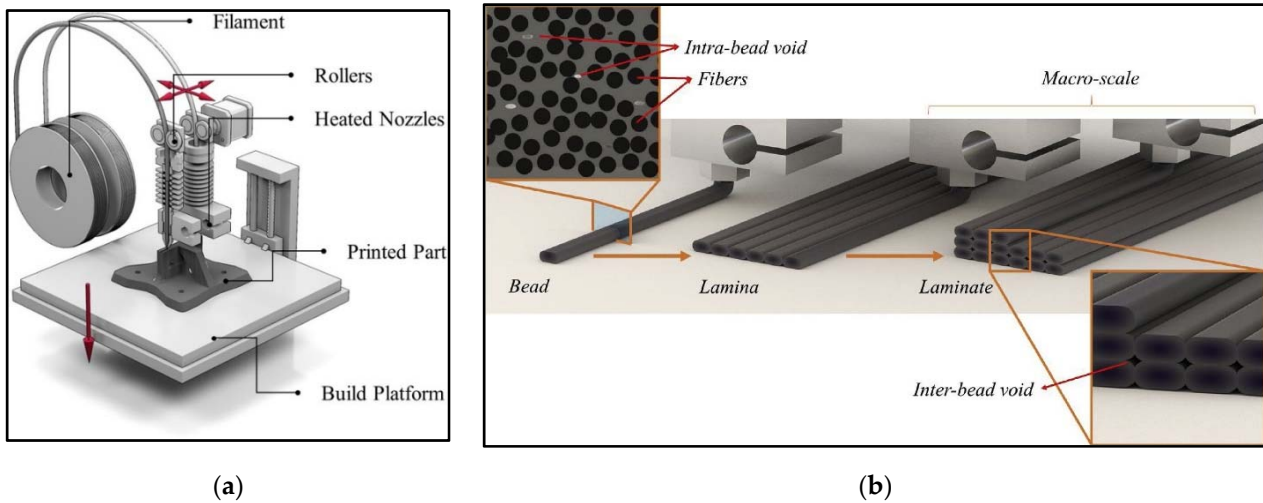 Filament
Rollers
Heated Nozzles
Printed Part
Build Platform
(a)
Intra-bead void
Fibers
Macro-scale
Bead
Lamina
Laminate
Inter-bead void
(b)